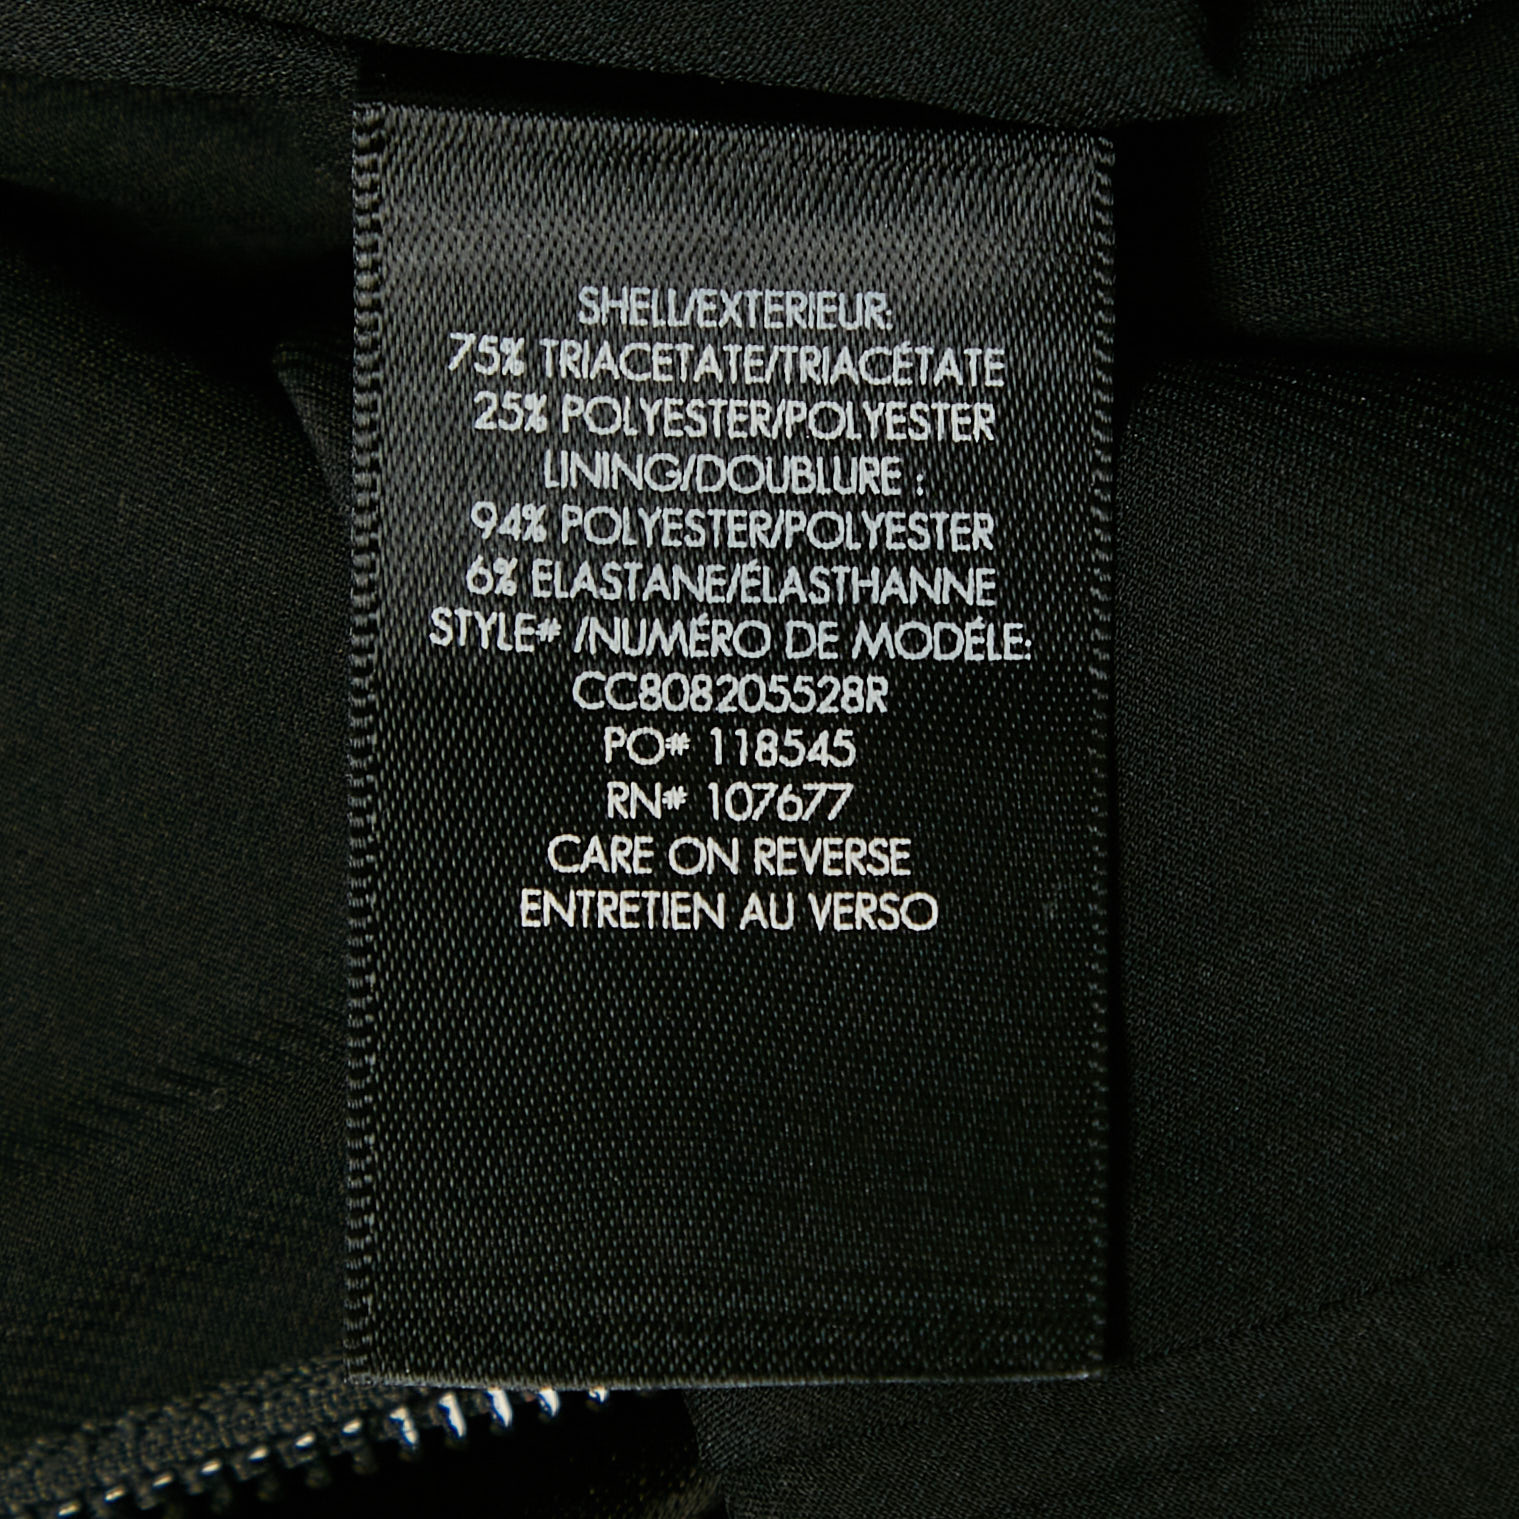 SHELL/EXTERIEUR:
75% TRIACETATE/TRIACÉTATE
25% POLYESTER/POLYESTER
LINING/DOUBLURE :
94% POLYESTER/POLYESTER
6% ELASTANE/ÉLASTHANNE
STYLE# /NUMÉRO DE MODÉLE:
CC808205528R
PO# 118545
RN# 107677
CARE ON REVERSE
ENTRETIEN AU VERSO